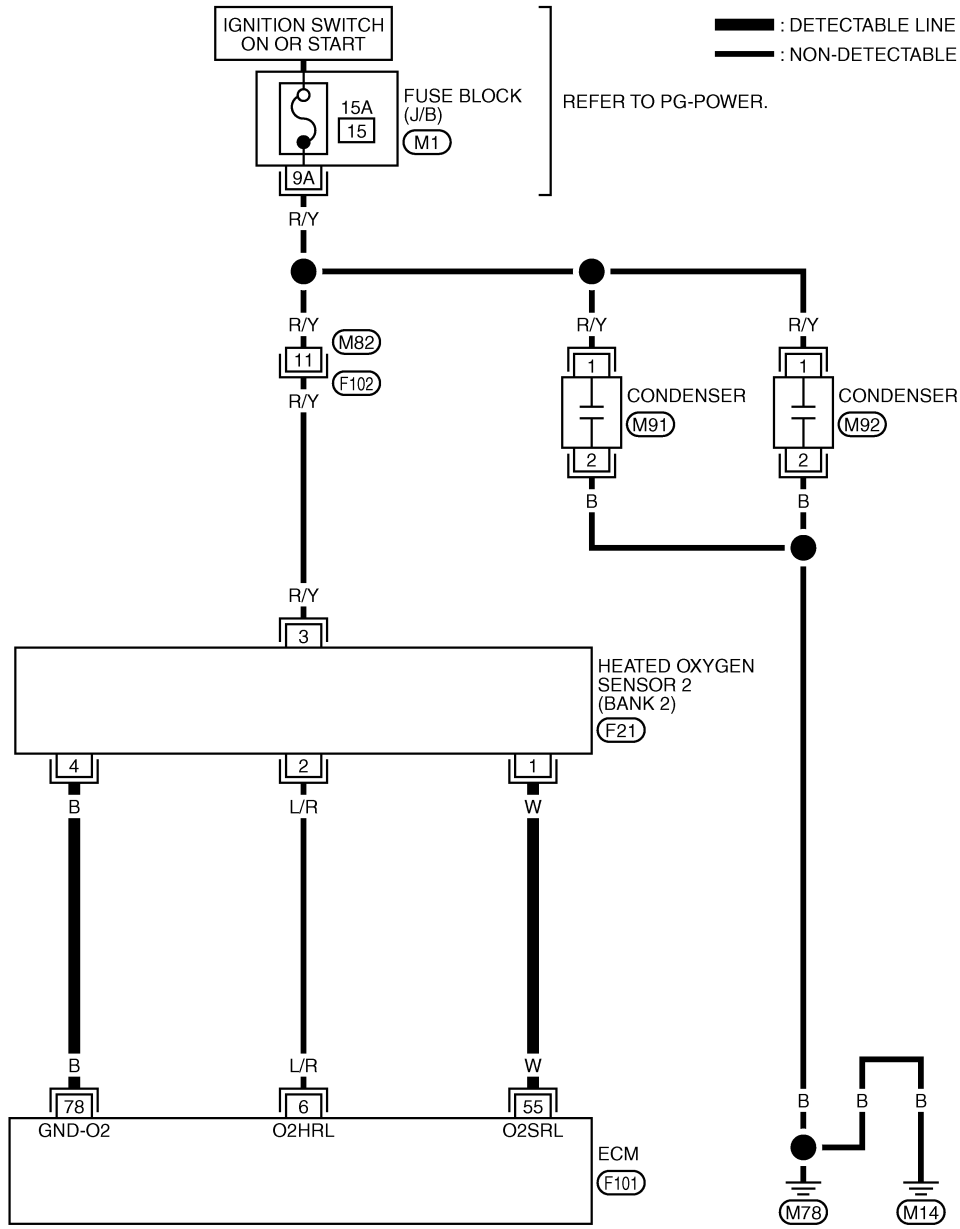 IGNITION SWITCH
ON OR START
: DETECTABLE LINE
: NON-DETECTABLE
15A
15
FUSE BLOCK
(J/B)
M1
REFER TO PG-POWER.
9A
R/Y
R/Y
R/Y
R/Y
11
M82
F102
R/Y
1
1
CONDENSER
M91
CONDENSER
M92
2
2
B
B
R/Y
3
HEATED OXYGEN
SENSOR 2
(BANK 2)
F21
4
2
1
B
L/R
W
B
L/R
W
78
6
55
GND-O2
O2HRL
O2SRL
ECM
F101
B
B
B
M78
M14